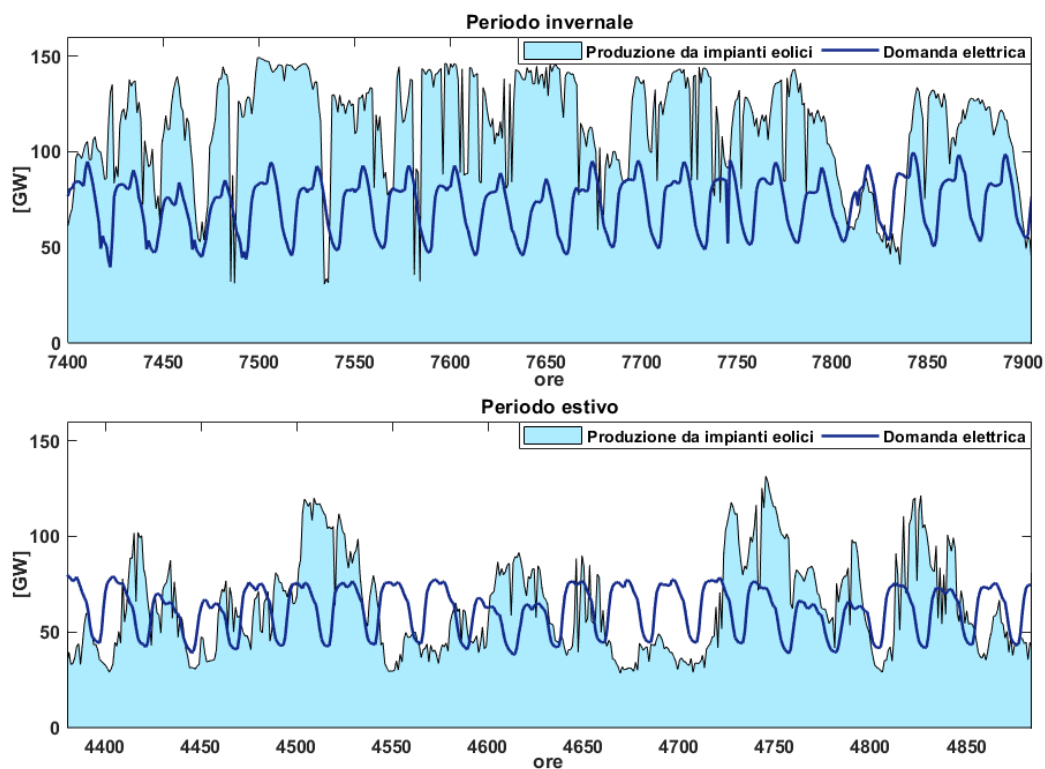 Periodo invernale
Produzione da impianti eolici Domanda elettrica
150
100
50
0
[GW]
7400 7450 7500 7550 7600 7650 7700 7750 7800 7850 7900
ore
Periodo estivo
Produzione da impianti eolici Domanda elettrica
150
100
50
0
[GW]
4400 4450 4500 4550 4600 4650 4700 4750 4800 4850
ore